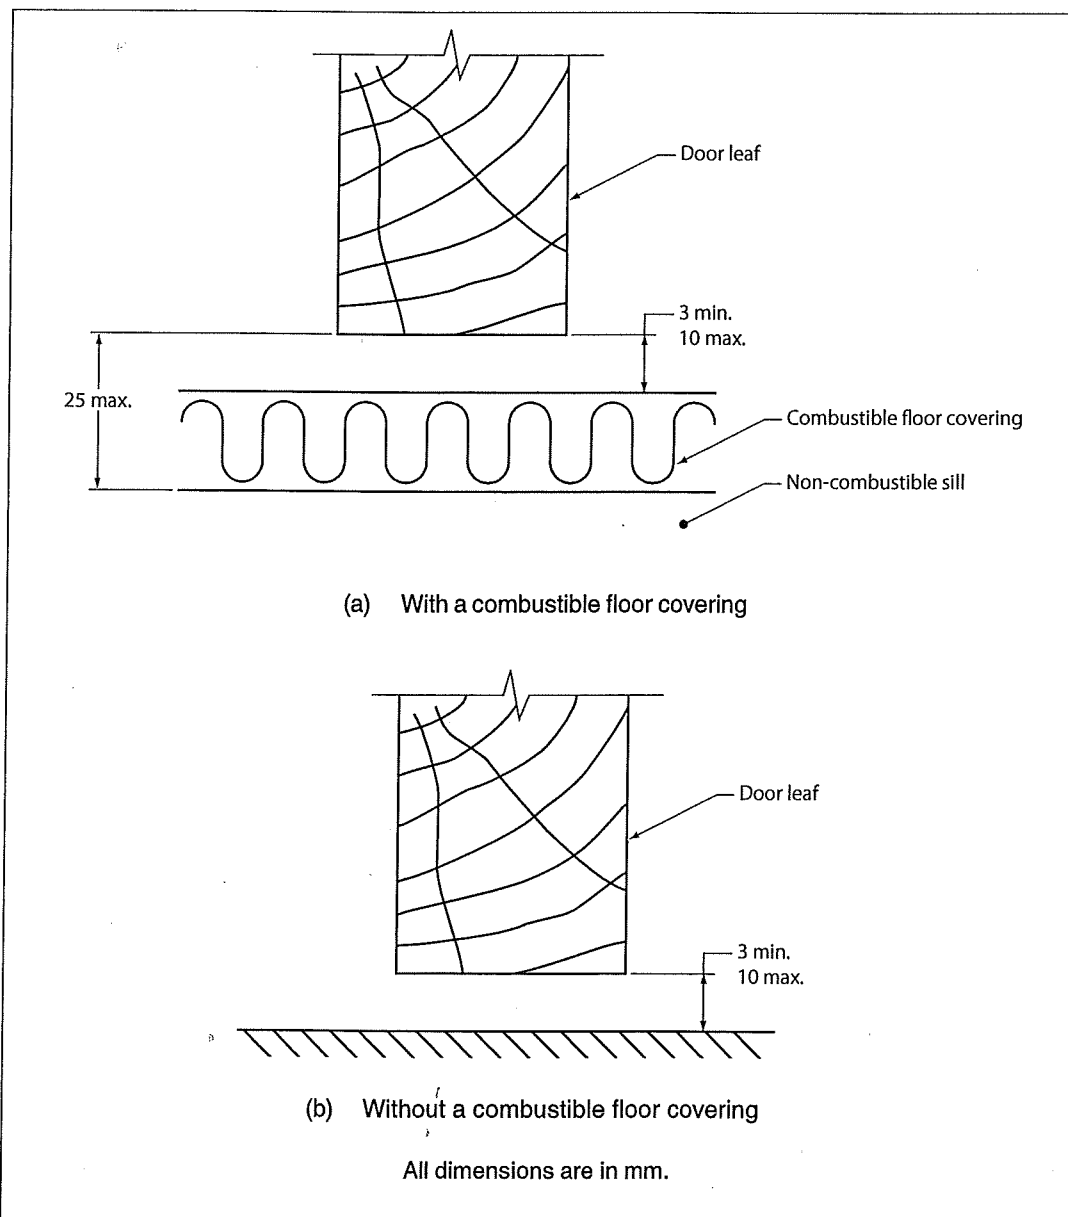 Door leaf
3 min.
10 max.
25 max.
Combustible floor covering
Non-combustible sill
(a) With a combustible floor covering
Door leaf
3 min.
10 max.
(b) Without a combustible floor covering
All dimensions are in mm.